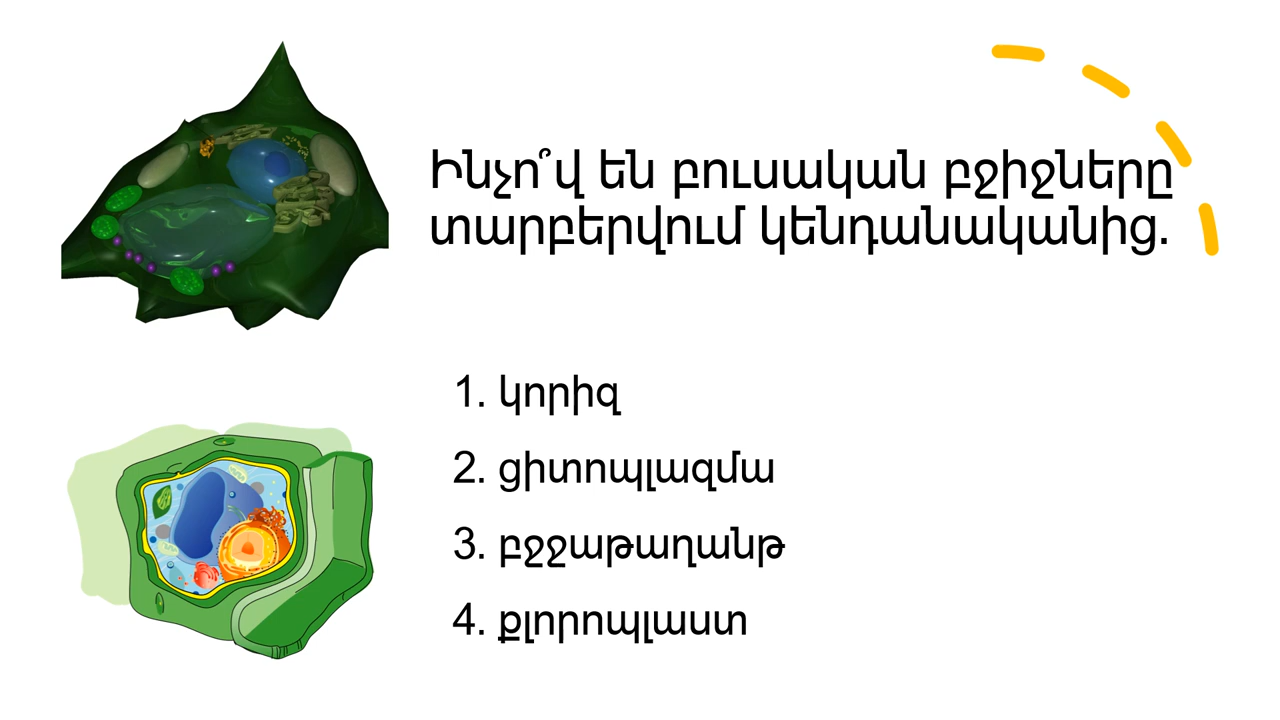 Ինչո՞վ են բուսական բջիջները
տարբերվում կենդանականից.
1. կորիզ
2. ցիտոպլազմա
3. բջջաթաղանթ
4. քլորոպլաստ